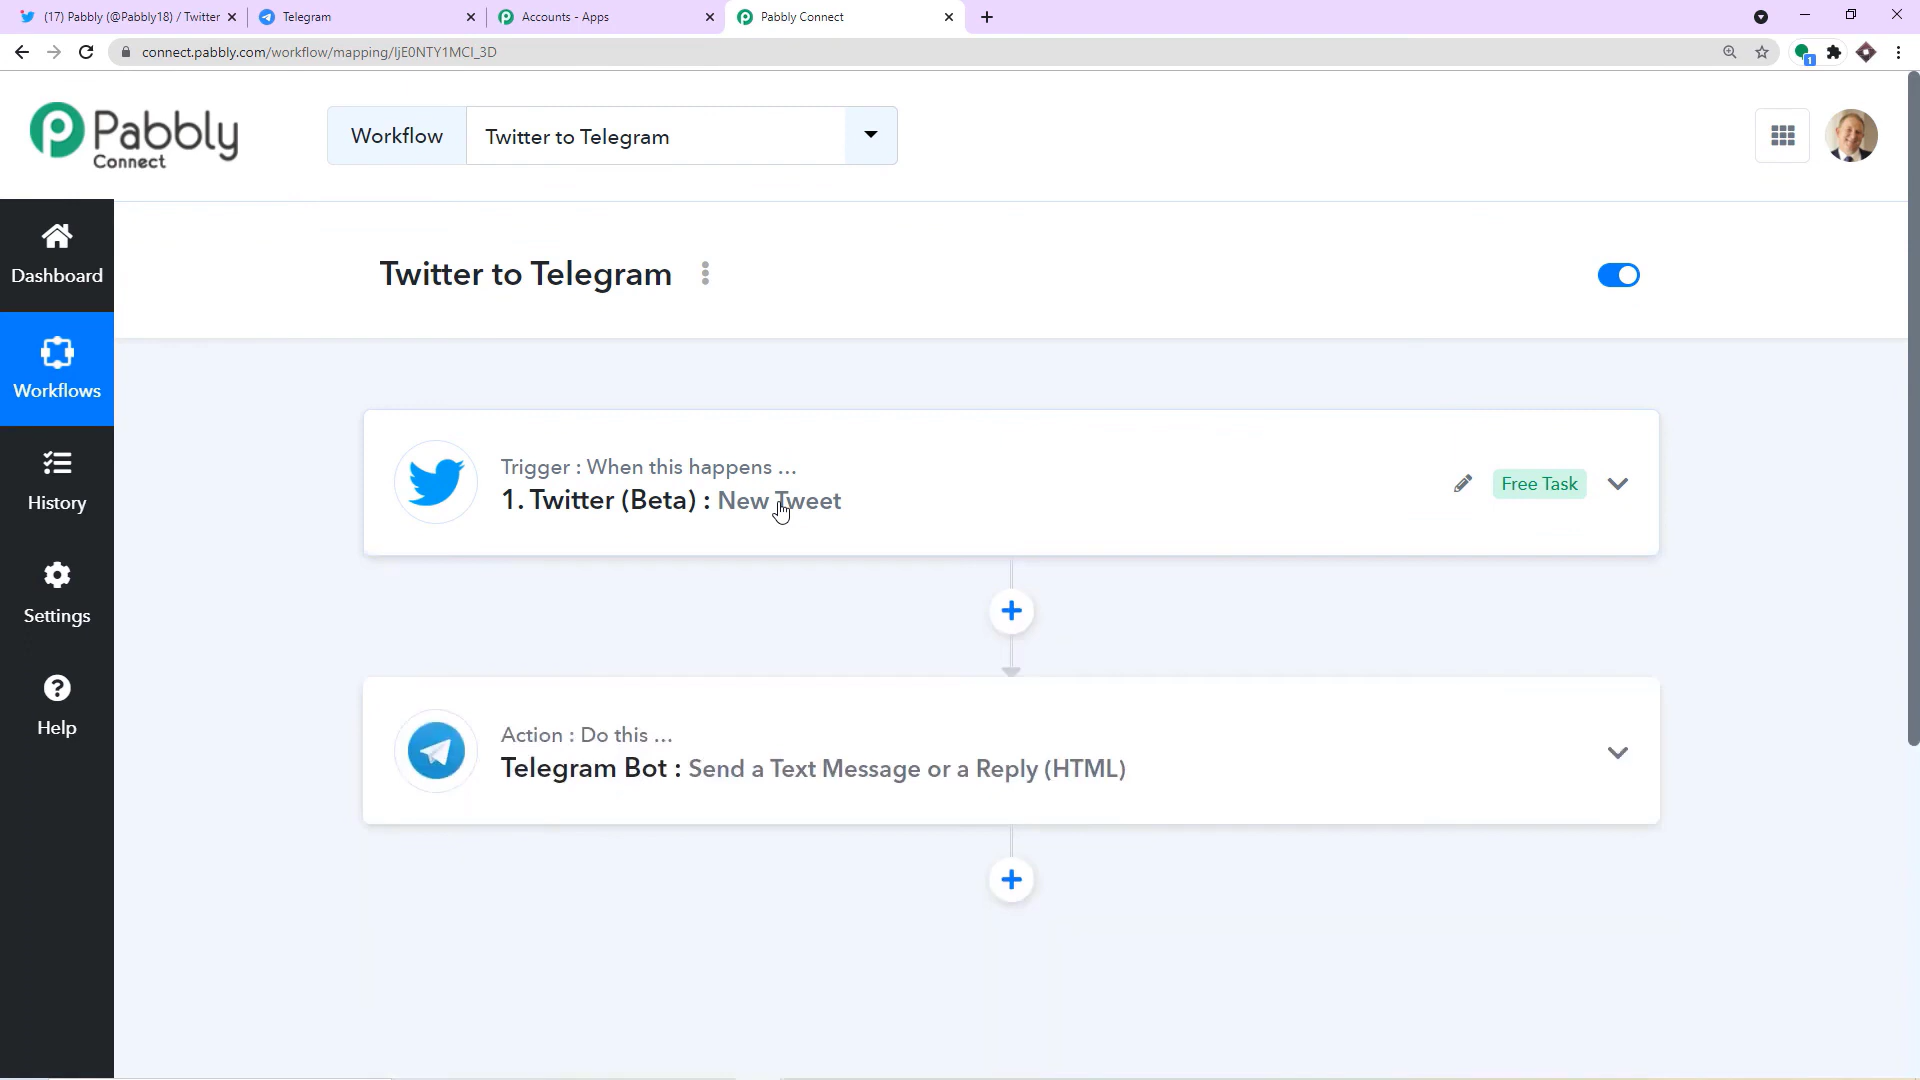 (17) Pabbly (@Pabbly18) / Twitter
Telegram
Accounts - Apps
Pabbly Connect
connect.pabbly.com/workflow/mapping/IjE0NTY1MCI_3D
1
Pabbly
Connect
Workflow
Twitter to Telegram
Dashboard
Workflows
History
Settings
Help
Twitter to Telegram
Trigger : When this happens ...
1. Twitter (Beta) : New Tweet
Free Task
Action : Do this ...
Telegram Bot : Send a Text Message or a Reply (HTML)